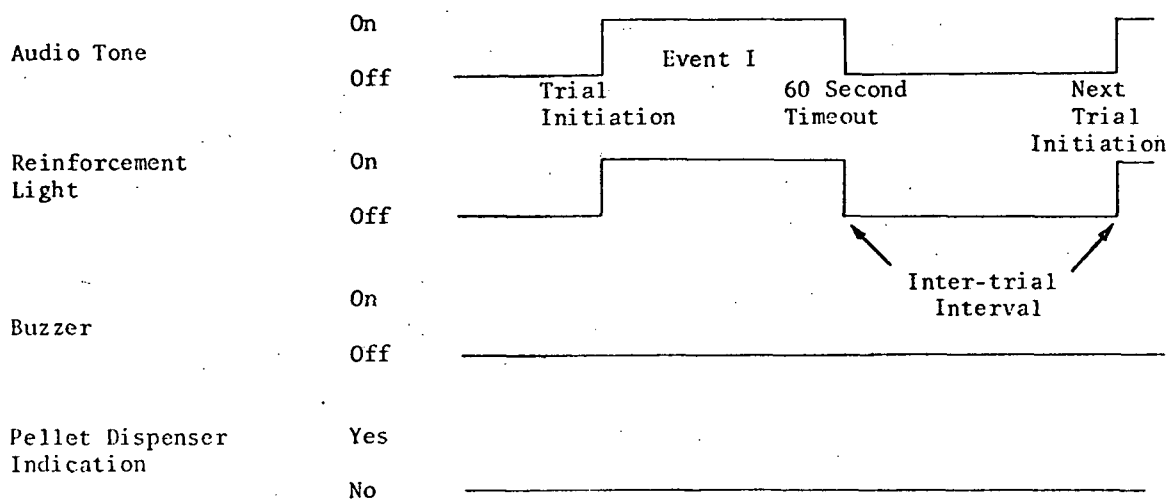 On
Audio Tone
Event I
Off
Trial
Initiation
60 Second
Timeout
Next
Trial
Initiation
Reinforcement
Light
On
Off
Inter-trial
Interval
On
Buzzer
Off
Pellet Dispenser
Indication
Yes
No